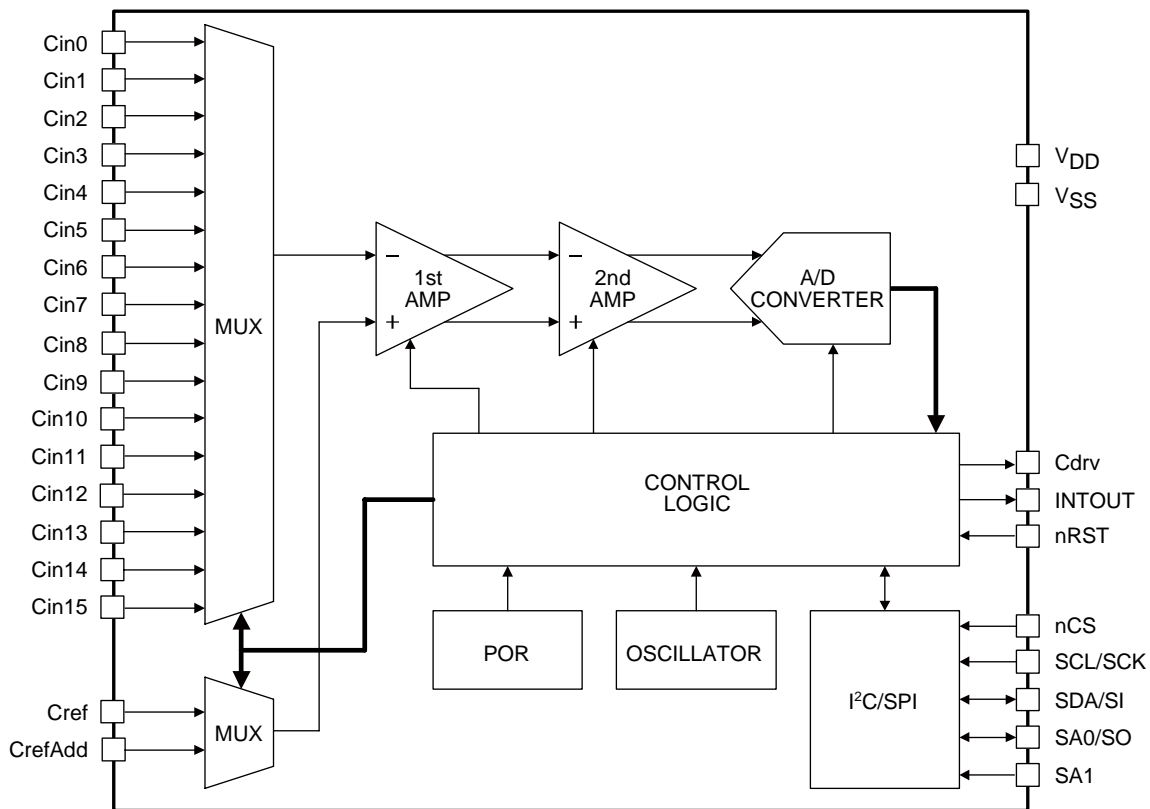 Cin0
Cin1
Cin2
Cin3
Cin4
Cin5
Cin6
Cin7
Cin8
Cin9
Cin10
Cin11
Cin12
Cin13
Cin14
Cin15
Cref
CrefAdd
MUX
MUX
−
+
1st
AMP
−
+
2nd
AMP
A/D
CONVERTER
CONTROL
LOGIC
POR
OSCILLATOR
I²C/SPI
VDD
VSS
Cdrv
INTOUT
nRST
nCS
SCL/SCK
SDA/SI
SA0/SO
SA1